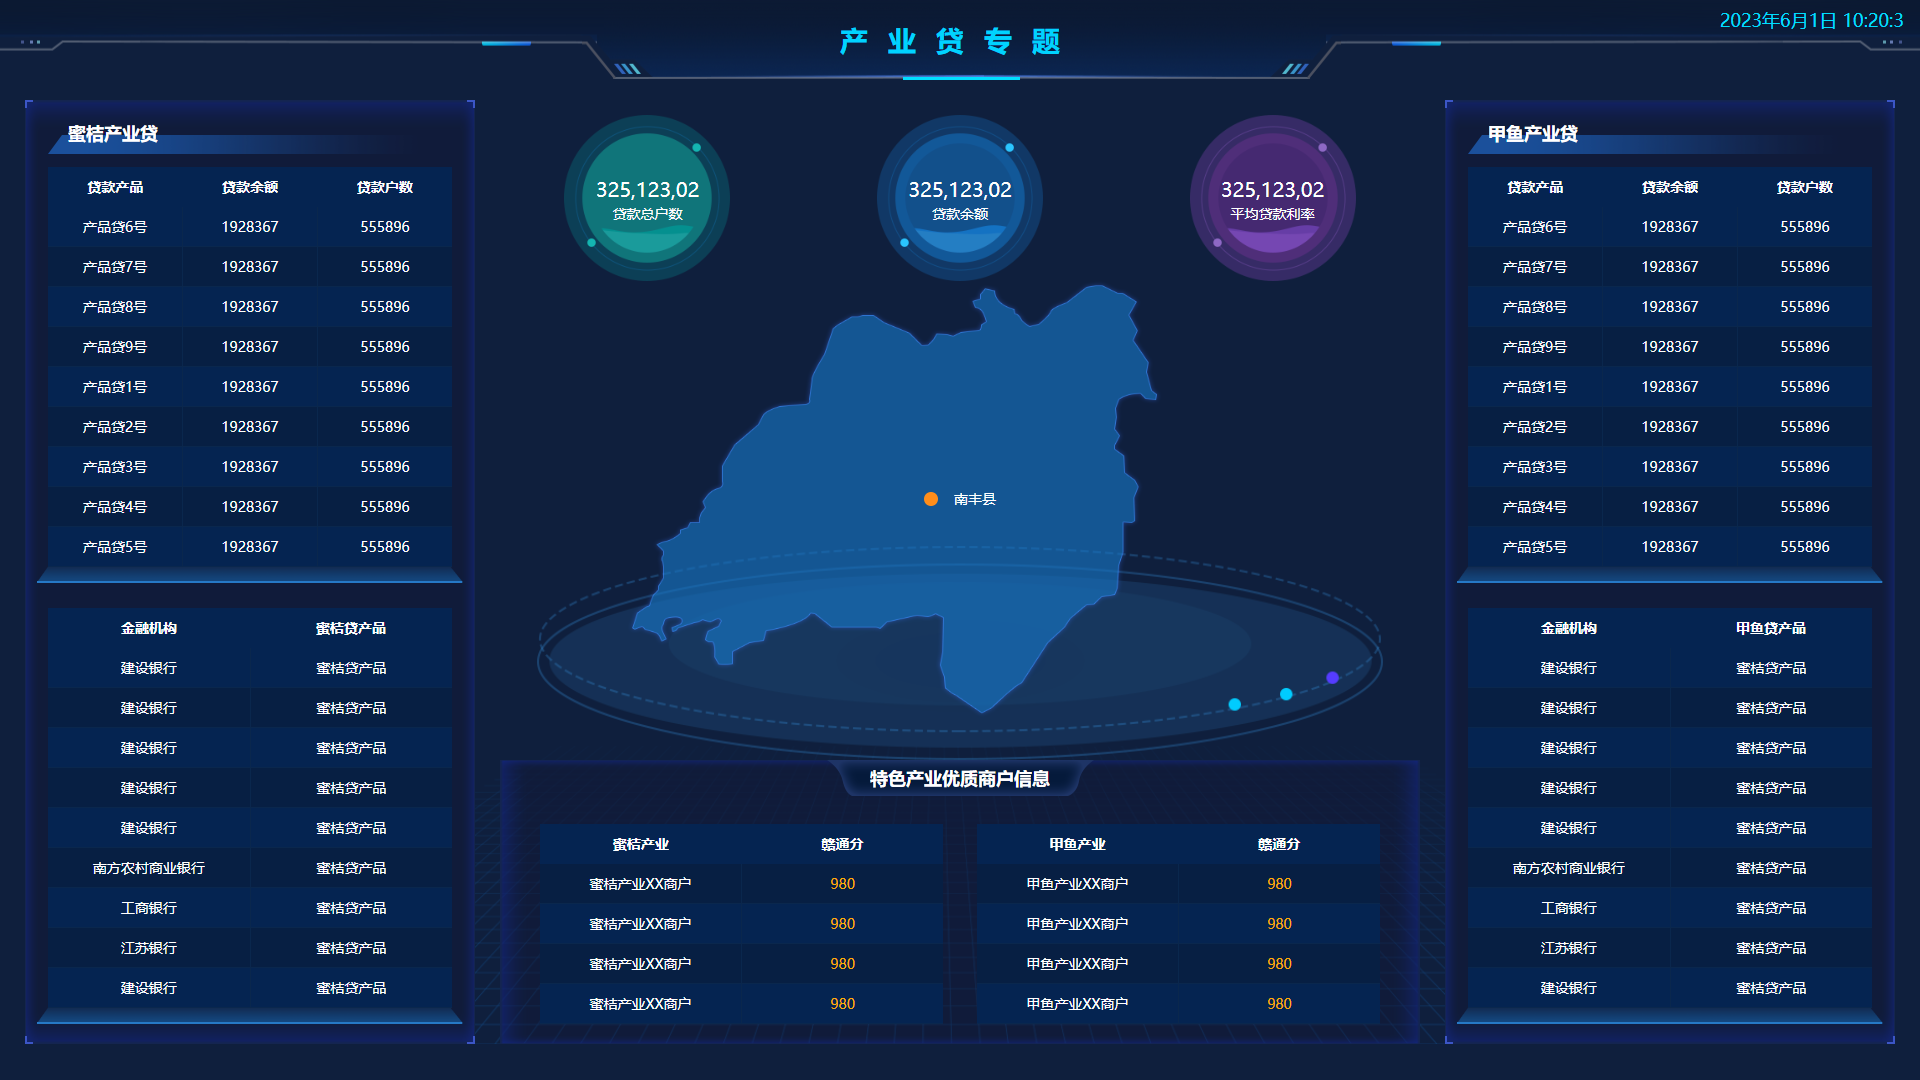 2023年6月1日 10:20:3
产业贷专题
蜜桔产业贷
贷款产品 贷款余额 贷款户数
产品贷6号 1928367 555896
产品贷7号 1928367 555896
产品贷8号 1928367 555896
产品贷9号 1928367 555896
产品贷1号 1928367 555896
产品贷2号 1928367 555896
产品贷3号 1928367 555896
产品贷4号 1928367 555896
产品贷5号 1928367 555896
金融机构 蜜桔贷产品
建设银行 蜜桔贷产品
建设银行 蜜桔贷产品
建设银行 蜜桔贷产品
建设银行 蜜桔贷产品
建设银行 蜜桔贷产品
南方农村商业银行 蜜桔贷产品
工商银行 蜜桔贷产品
江苏银行 蜜桔贷产品
建设银行 蜜桔贷产品
325,123,02
贷款总户数
325,123,02
贷款余额
325,123,02
平均贷款利率
南丰县
特色产业优质商户信息
蜜桔产业 赣通分
蜜桔产业XX商户 980
蜜桔产业XX商户 980
蜜桔产业XX商户 980
蜜桔产业XX商户 980
甲鱼产业 赣通分
甲鱼产业XX商户 980
甲鱼产业XX商户 980
甲鱼产业XX商户 980
甲鱼产业XX商户 980
甲鱼产业贷
贷款产品 贷款余额 贷款户数
产品贷6号 1928367 555896
产品贷7号 1928367 555896
产品贷8号 1928367 555896
产品贷9号 1928367 555896
产品贷1号 1928367 555896
产品贷2号 1928367 555896
产品贷3号 1928367 555896
产品贷4号 1928367 555896
产品贷5号 1928367 555896
金融机构 甲鱼贷产品
建设银行 蜜桔贷产品
建设银行 蜜桔贷产品
建设银行 蜜桔贷产品
建设银行 蜜桔贷产品
建设银行 蜜桔贷产品
南方农村商业银行 蜜桔贷产品
工商银行 蜜桔贷产品
江苏银行 蜜桔贷产品
建设银行 蜜桔贷产品